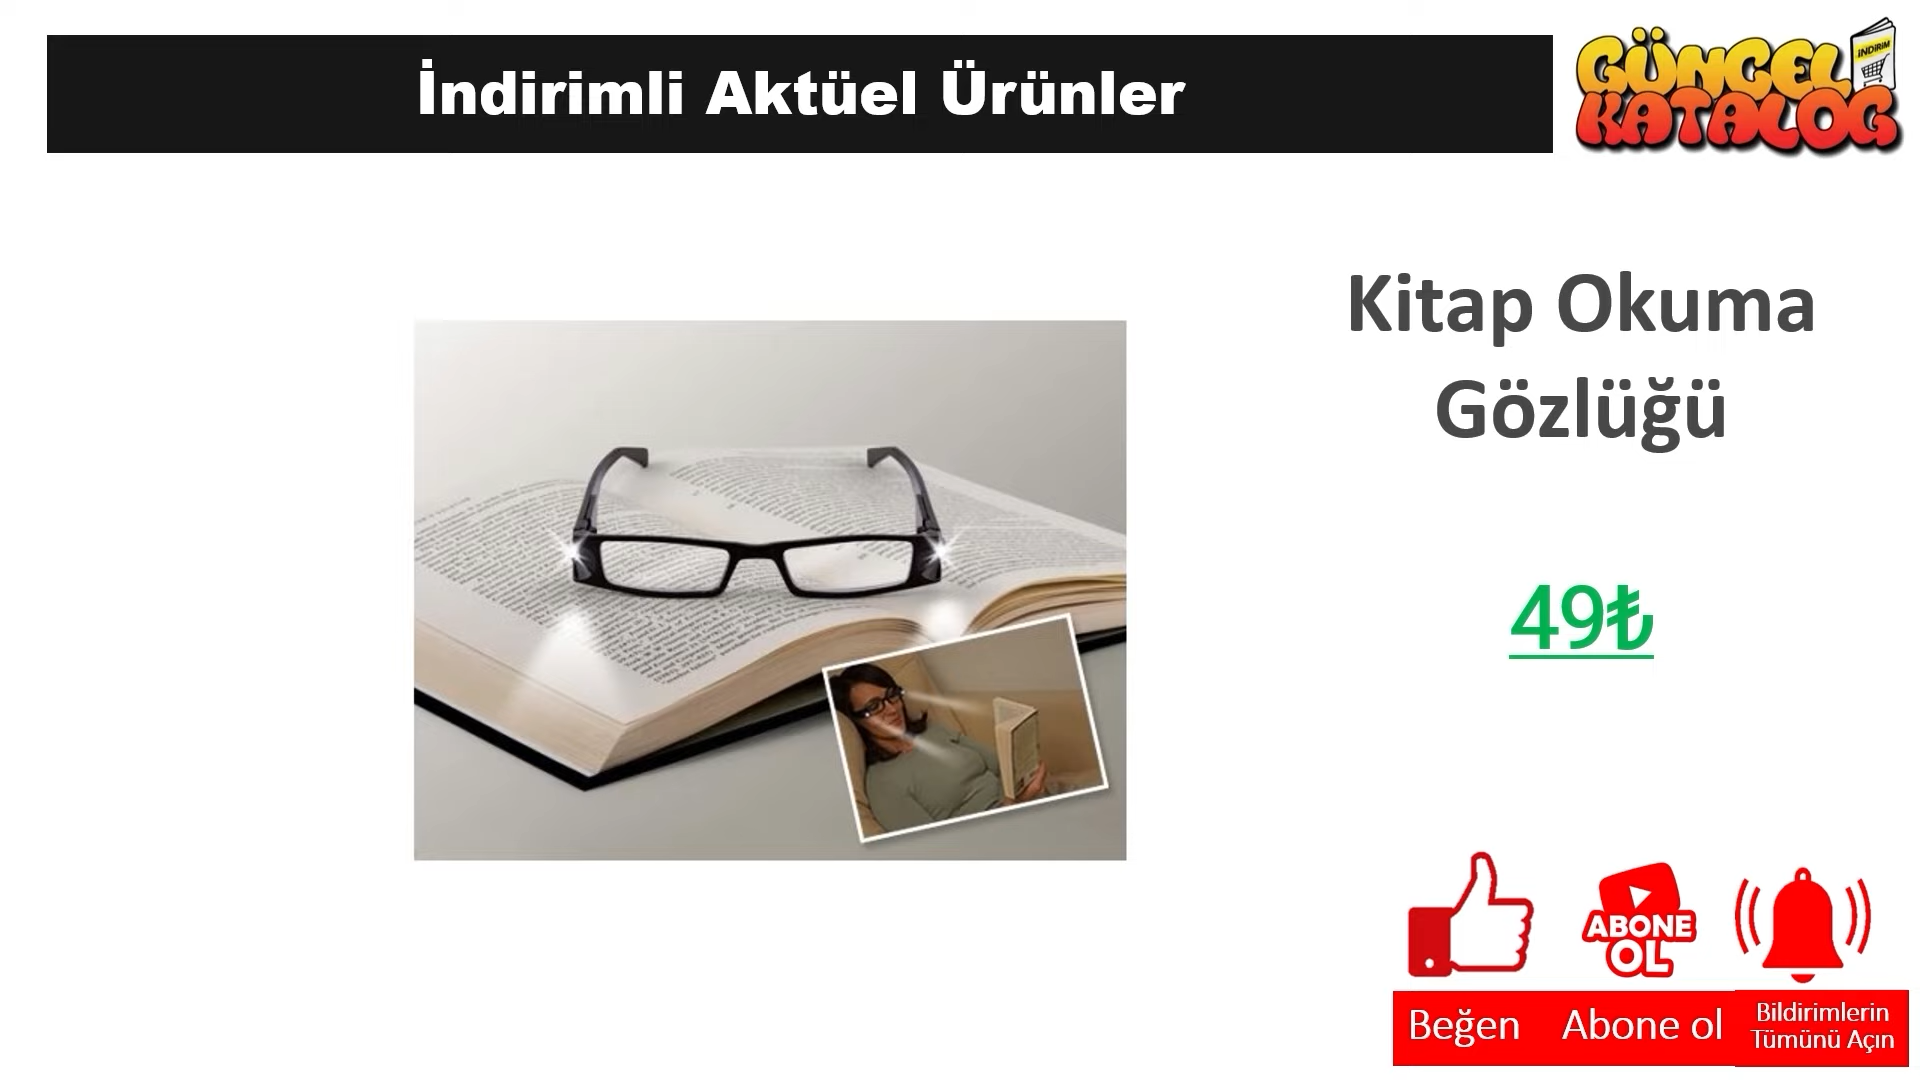 İndirimli Aktüel Ürünler
GÜNCEL
KATALOG
İNDİRİM
Kitap Okuma
Gözlüğü
49₺
ABONE
OL
Beğen
Abone ol
Bildirimlerin
Tümünü Açın